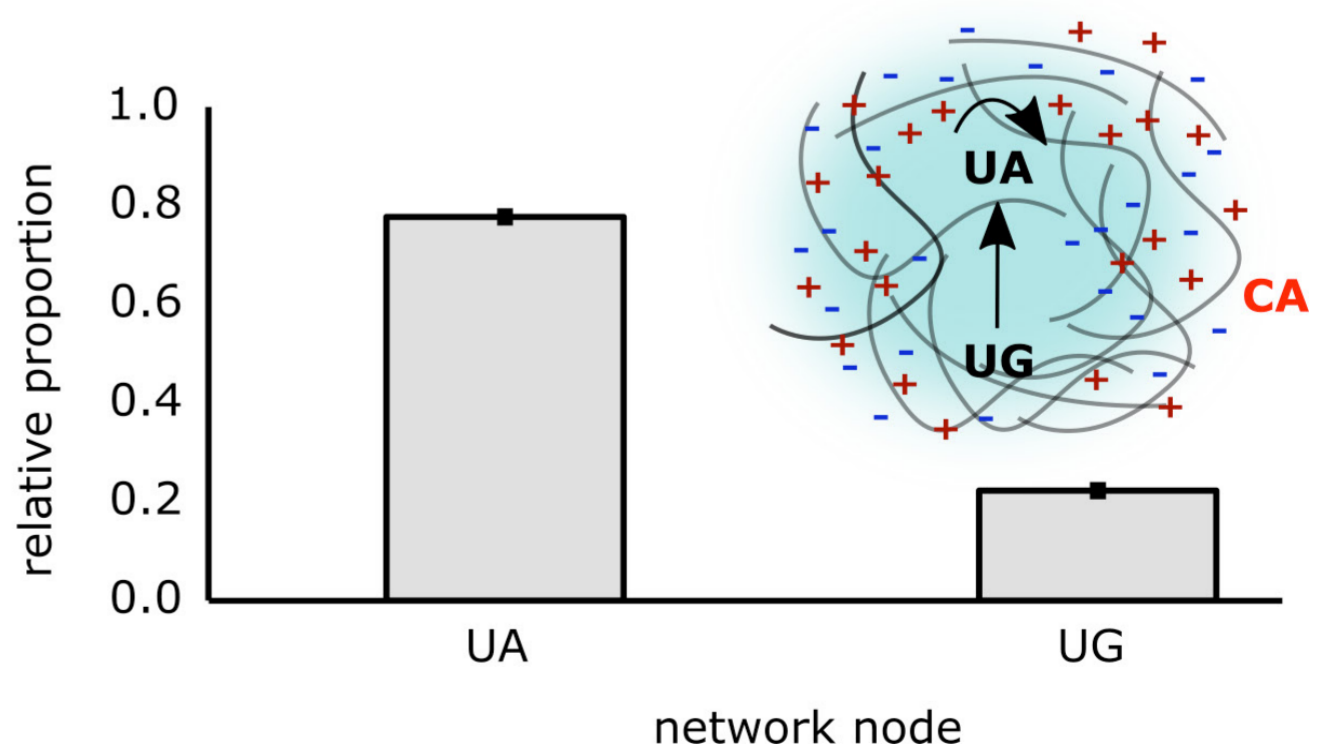 1.0
0.8
0.6
0.4
0.2
0.0
relative proportion
UA
UG
CA
UA
UG
network node